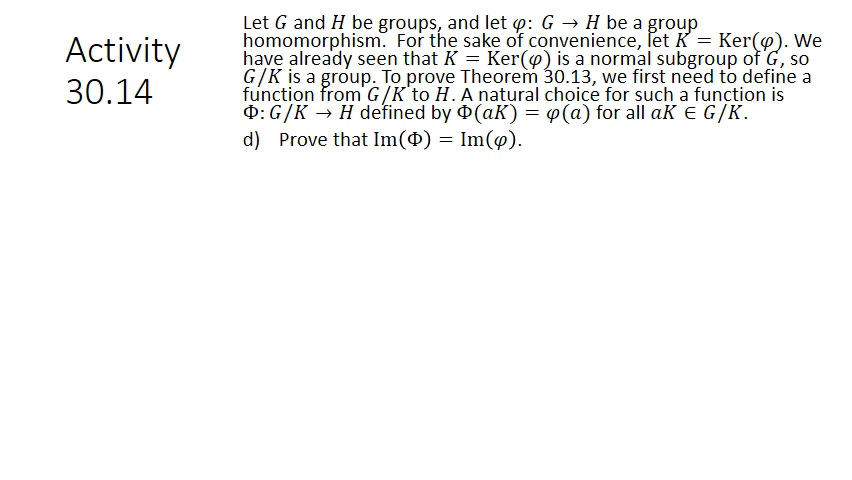 Activity
30.14
Let G and H be groups, and let φ: G → H be a group
homomorphism. For the sake of convenience, let K = Ker(φ). We
have already seen that K = Ker(φ) is a normal subgroup of G, so
G/K is a group. To prove Theorem 30.13, we first need to define a
function from G/K to H. A natural choice for such a function is
Φ: G/K → H defined by Φ(aK) = φ(a) for all aK ∈ G/K.
d) Prove that Im(Φ) = Im(φ).